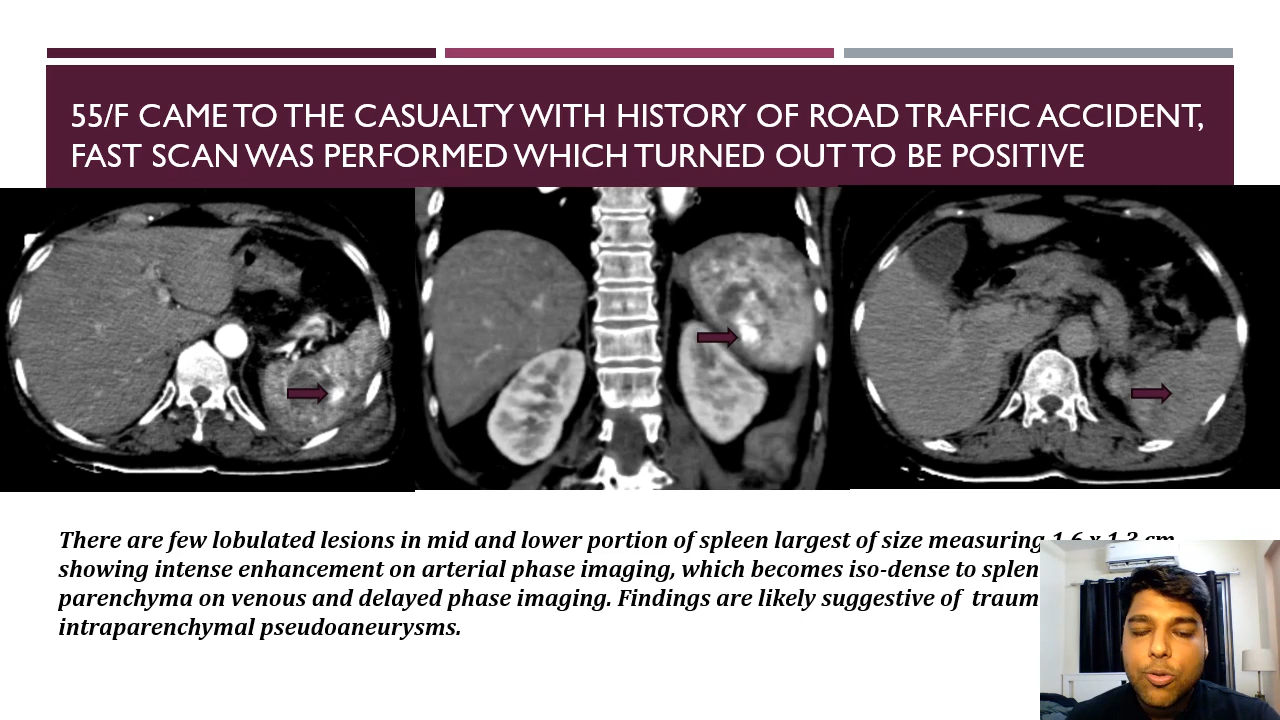 55/F CAME TO THE CASUALTY WITH HISTORY OF ROAD TRAFFIC ACCIDENT,
FAST SCAN WAS PERFORMED WHICH TURNED OUT TO BE POSITIVE
There are few lobulated lesions in mid and lower portion of spleen largest of size measuring 1.6 x 1.3 cm
showing intense enhancement on arterial phase imaging, which becomes iso-dense to
parenchyma on venous and delayed phase imaging. Findings are likely suggestive of
intraparenchymal pseudoaneurysms.